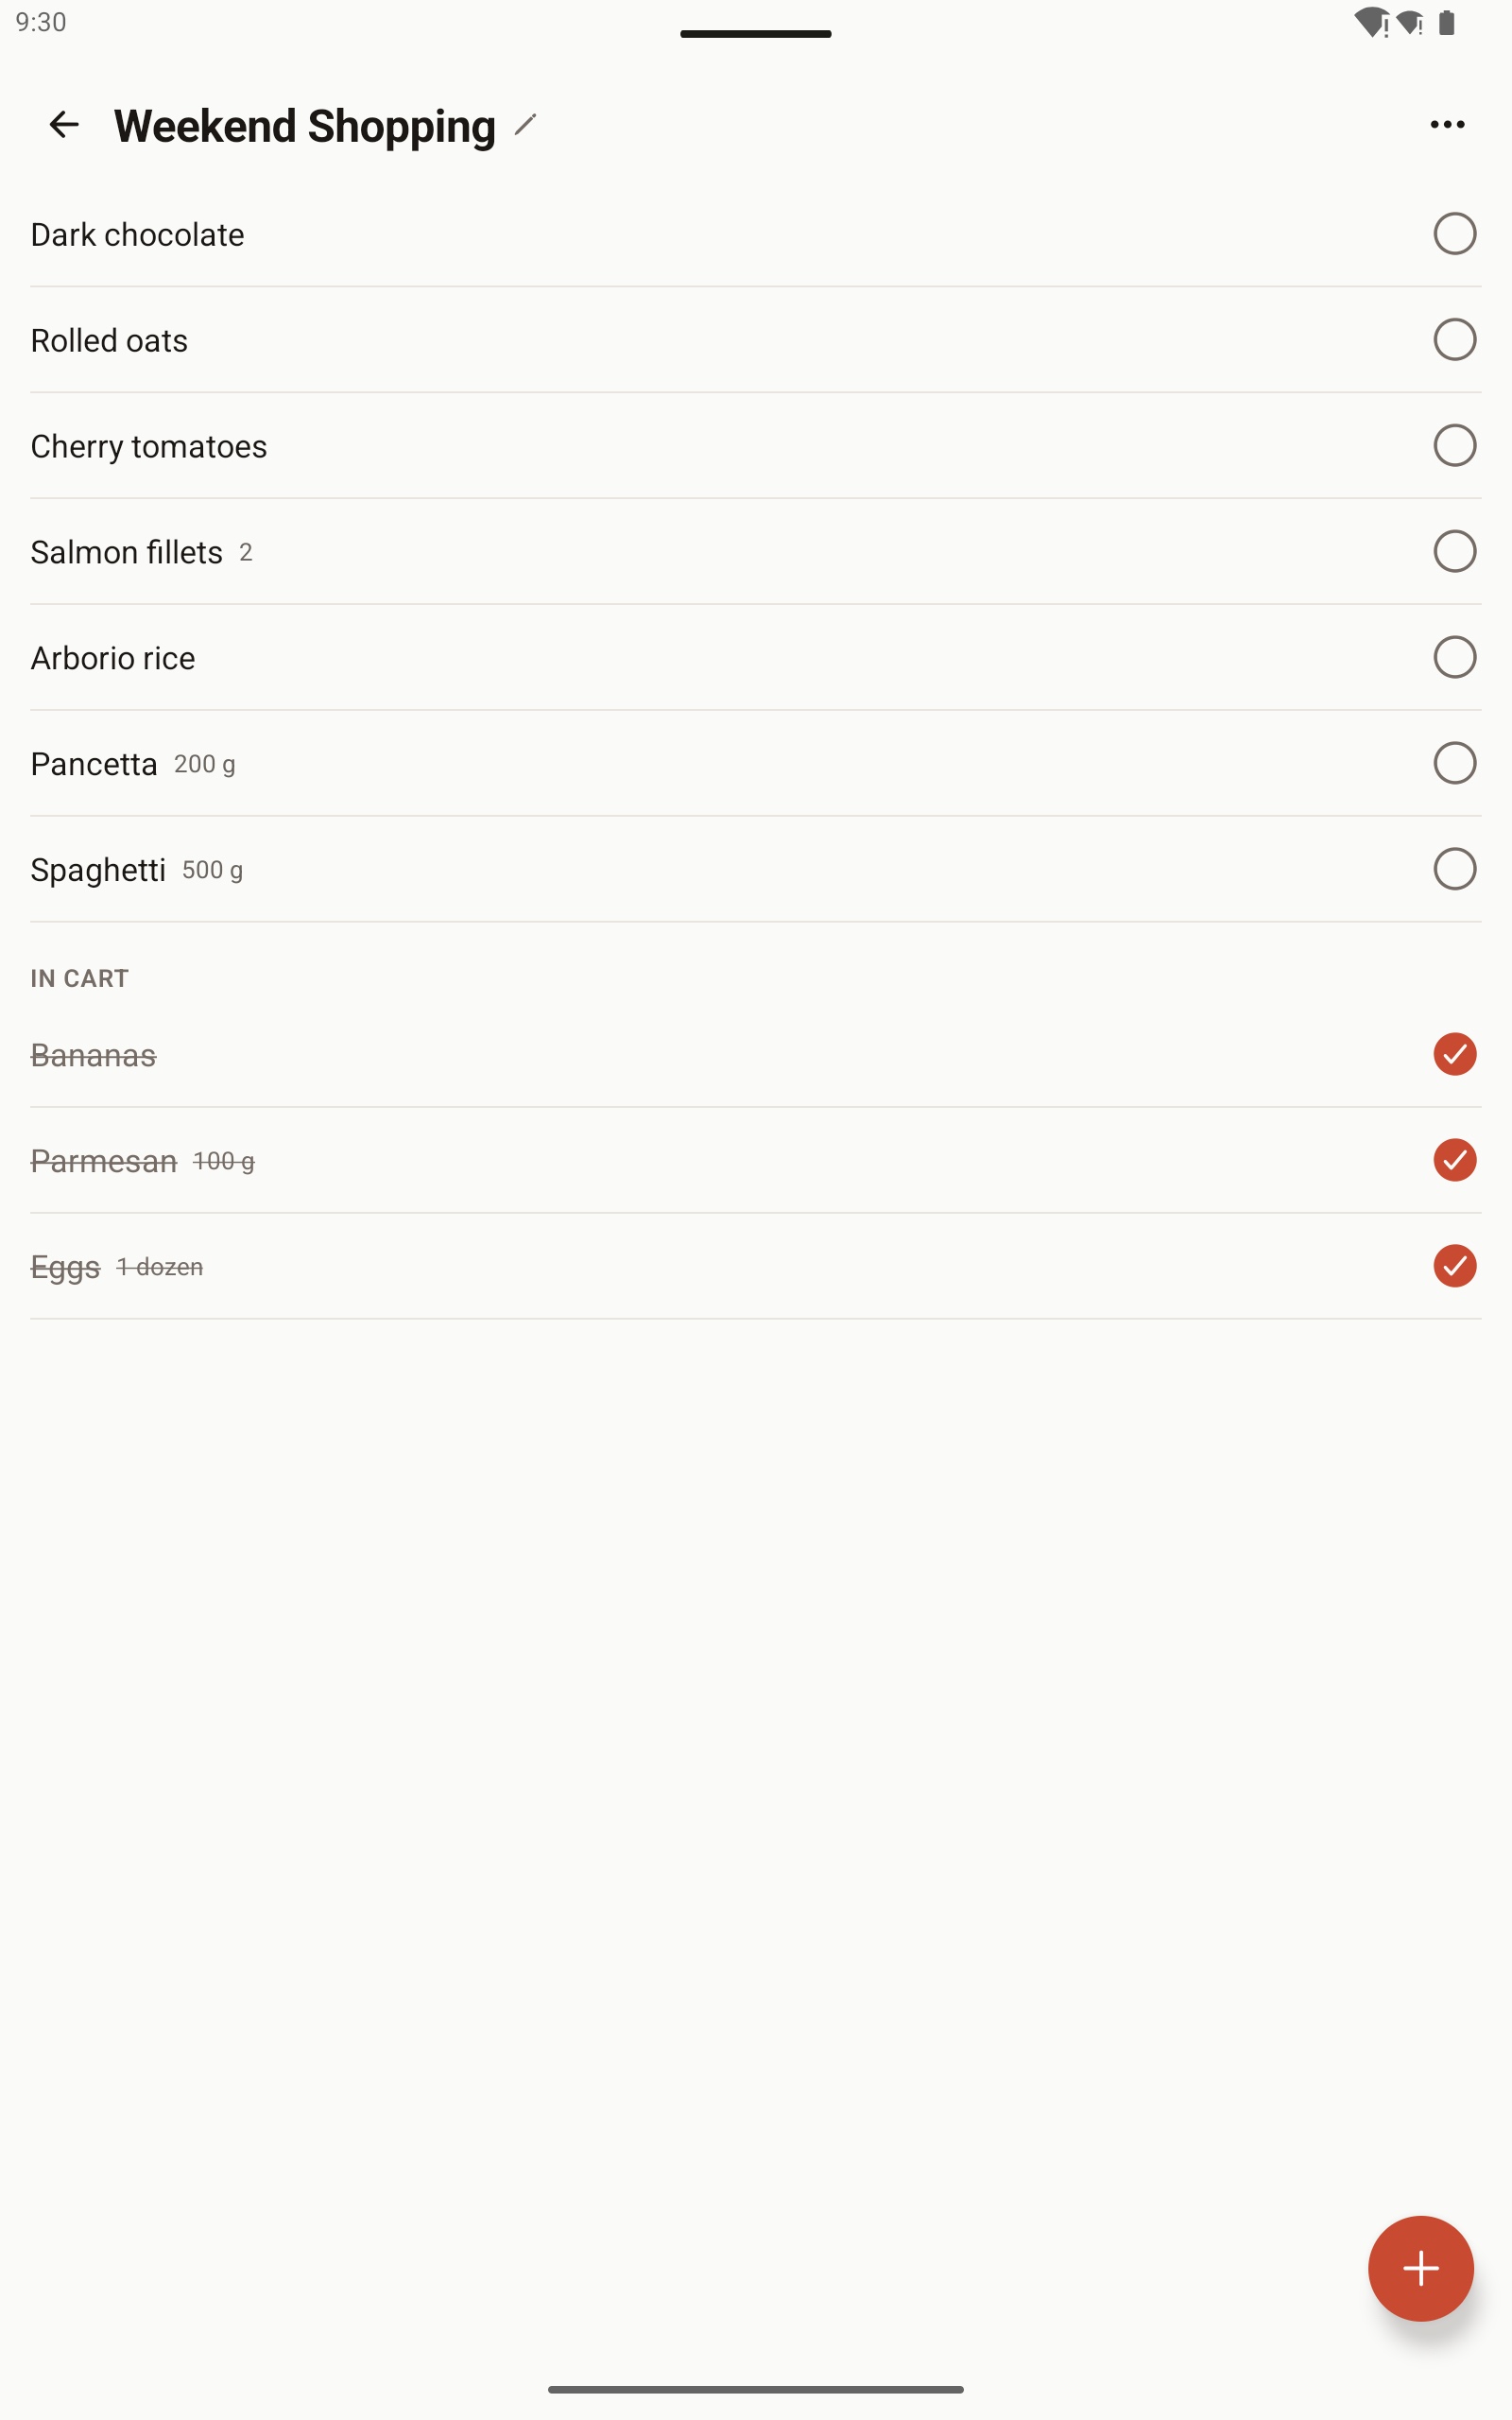 9:30
Weekend Shopping
Dark chocolate
Rolled oats
Cherry tomatoes
Salmon fillets 2
Arborio rice
Pancetta 200 g
Spaghetti 500 g
IN CART
Bananas
Parmesan 100 g
Eggs 1 dozen